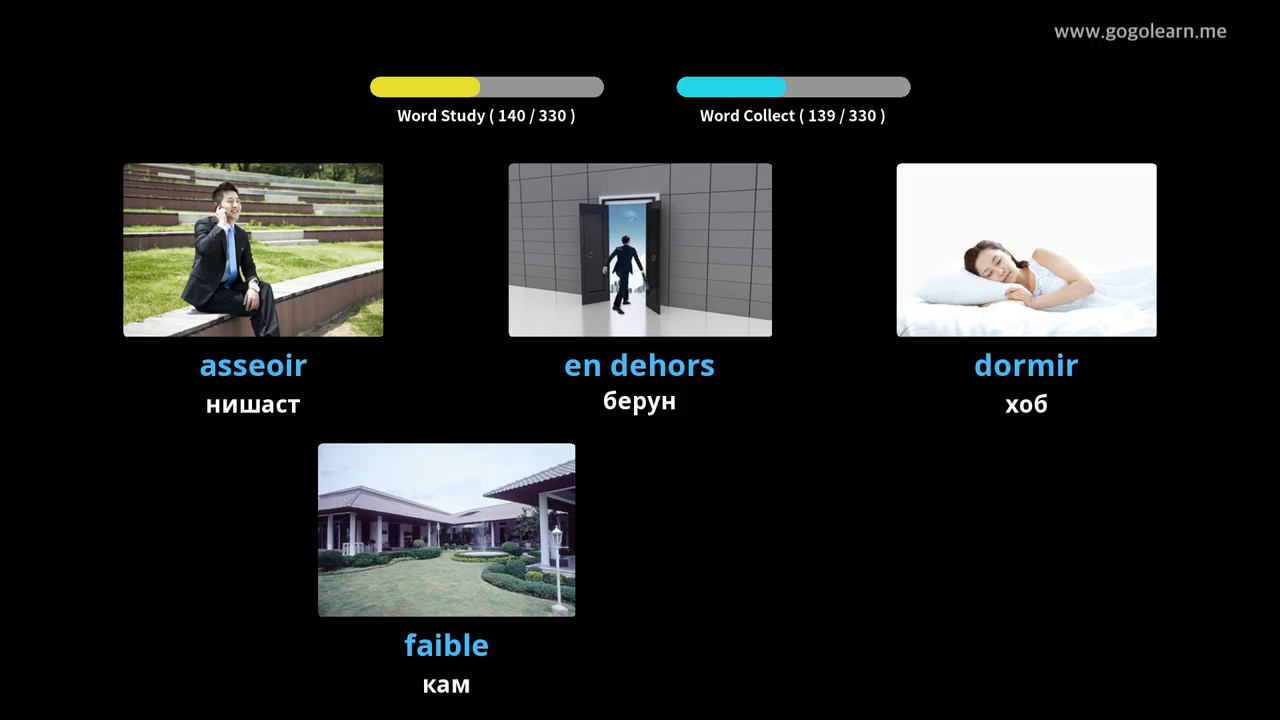 www.gogolearn.me
Word Study ( 140 / 330 )
Word Collect ( 139 / 330 )
asseoir
нишаст
en dehors
берун
dormir
хоб
faible
кам